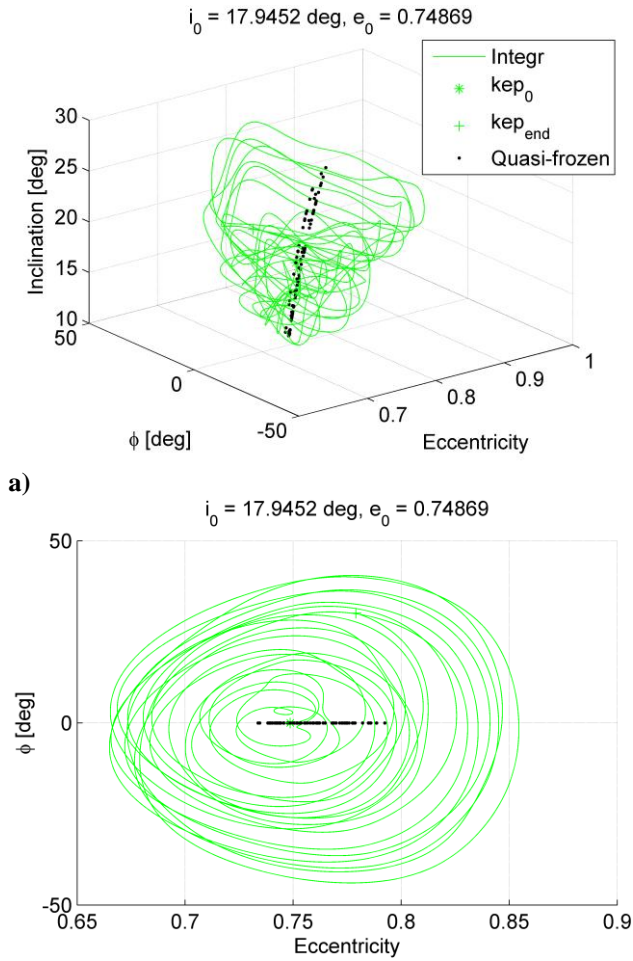 i₀ = 17.9452 deg, e₀ = 0.74869
Integr
kep₀
kep_end
Quasi-frozen
Inclination [deg]
30
25
20
15
10
50
0
-50
ϕ [deg]
0.7
0.8
0.9
1
Eccentricity
a)
i₀ = 17.9452 deg, e₀ = 0.74869
50
0
-50
ϕ [deg]
0.65
0.7
0.75
0.8
0.85
0.9
Eccentricity